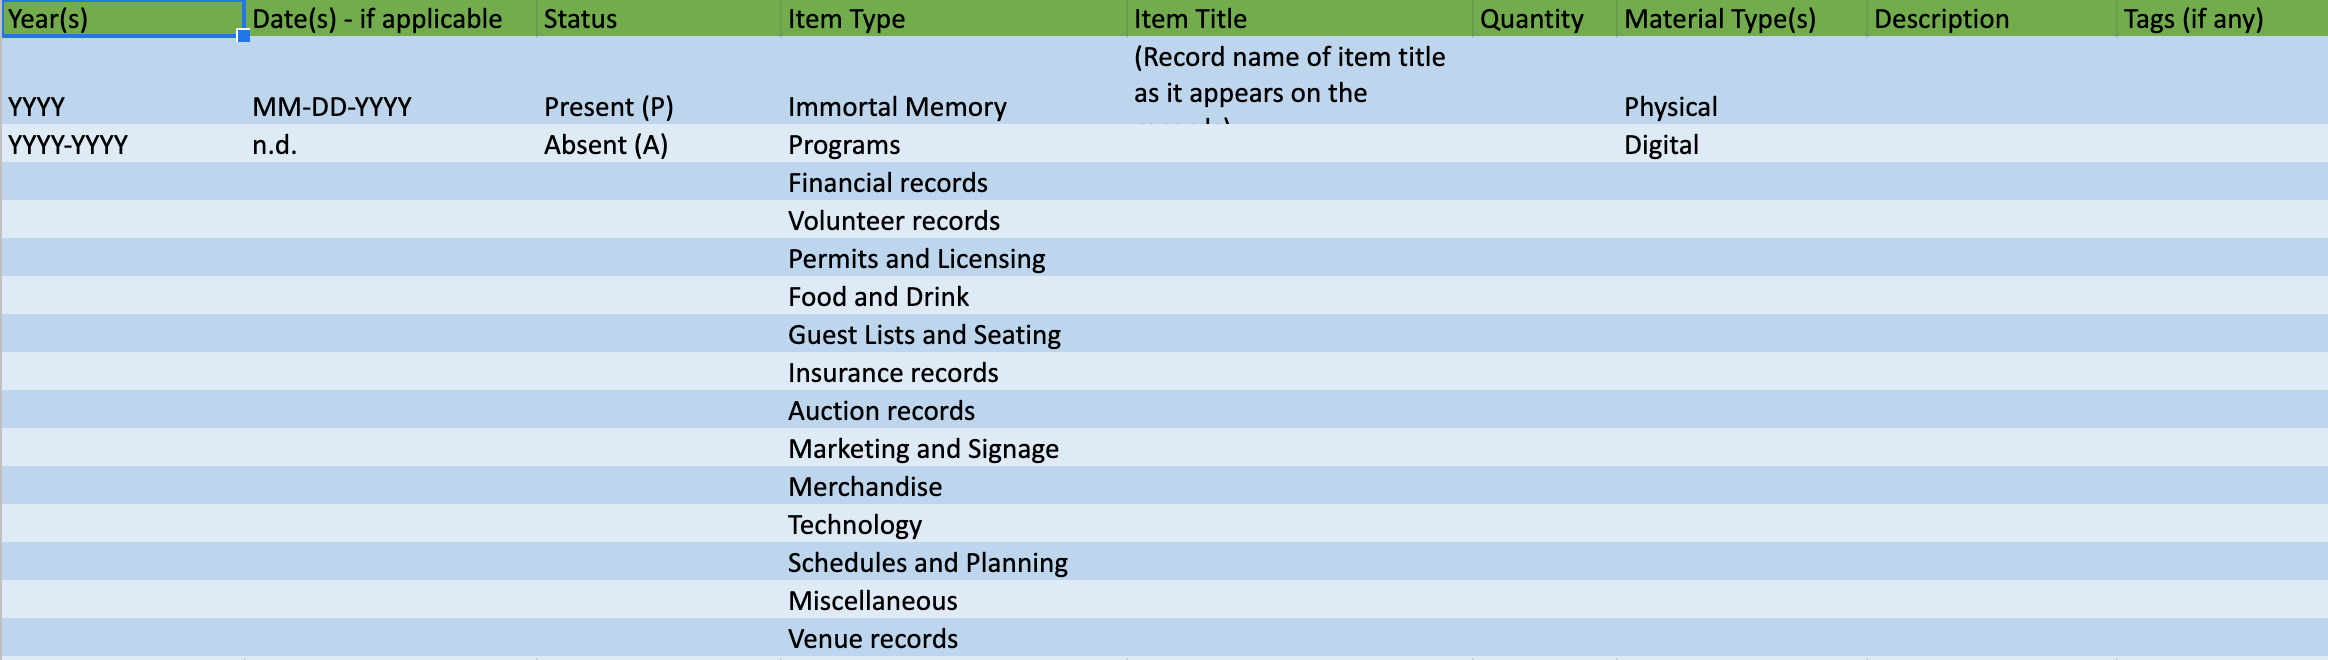 Year(s) Date(s) - if applicable Status Item Type Item Title Quantity Material Type(s) Description Tags (if any)
(Record name of item title
as it appears on the
YYYY MM-DD-YYYY Present (P) Immortal Memory Physical
YYYY-YYYY n.d. Absent (A) Programs Digital
Financial records
Volunteer records
Permits and Licensing
Food and Drink
Guest Lists and Seating
Insurance records
Auction records
Marketing and Signage
Merchandise
Technology
Schedules and Planning
Miscellaneous
Venue records